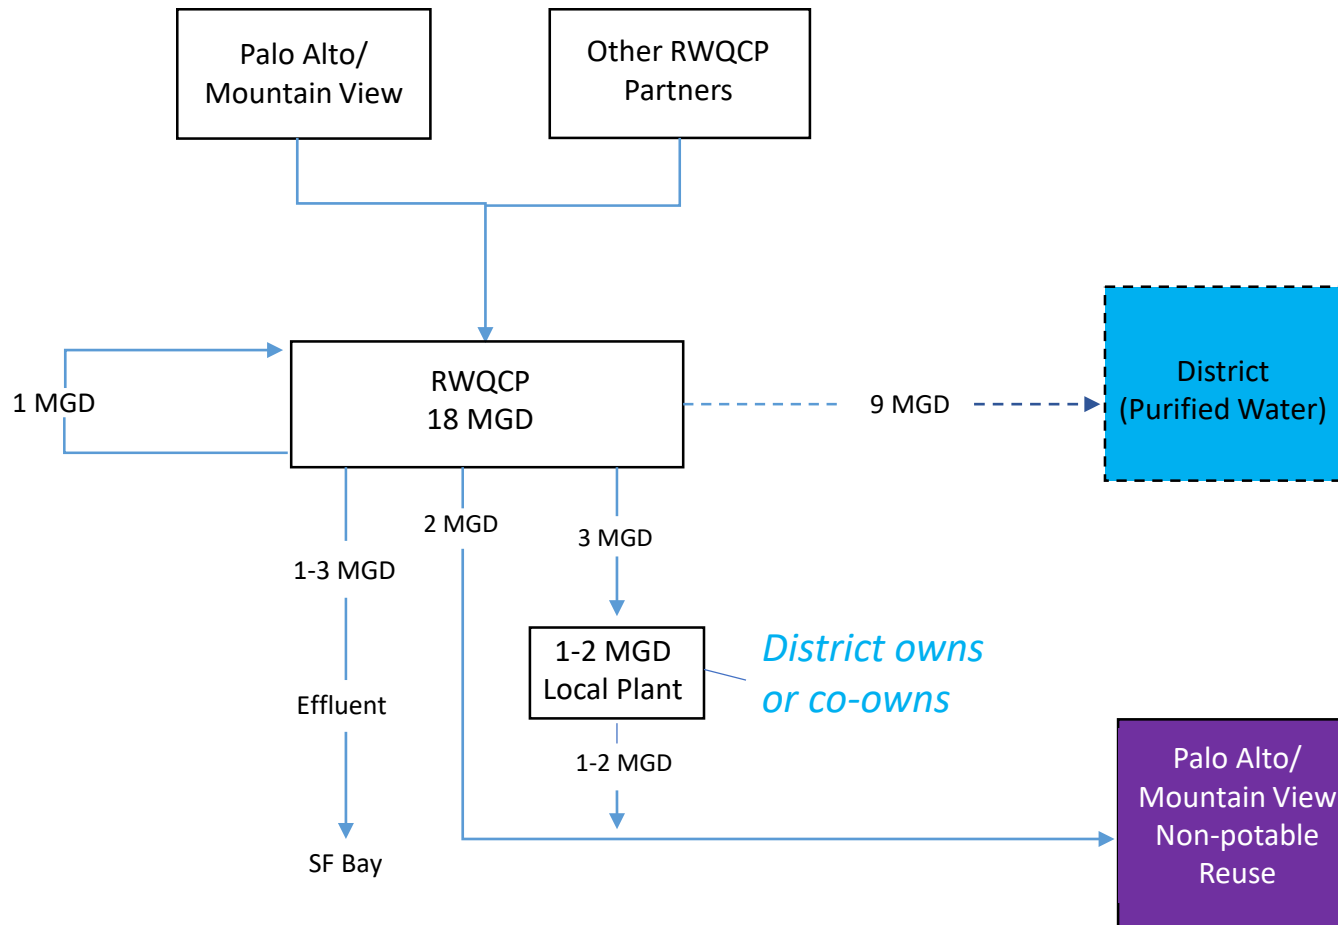 Palo Alto/
Mountain View
Other RWQCP
Partners
RWQCP
18 MGD
1 MGD
9 MGD
District
(Purified Water)
2 MGD
3 MGD
1-3 MGD
1-2 MGD
Local Plant
District owns
or co-owns
Effluent
1-2 MGD
SF Bay
Palo Alto/
Mountain View
Non-potable
Reuse